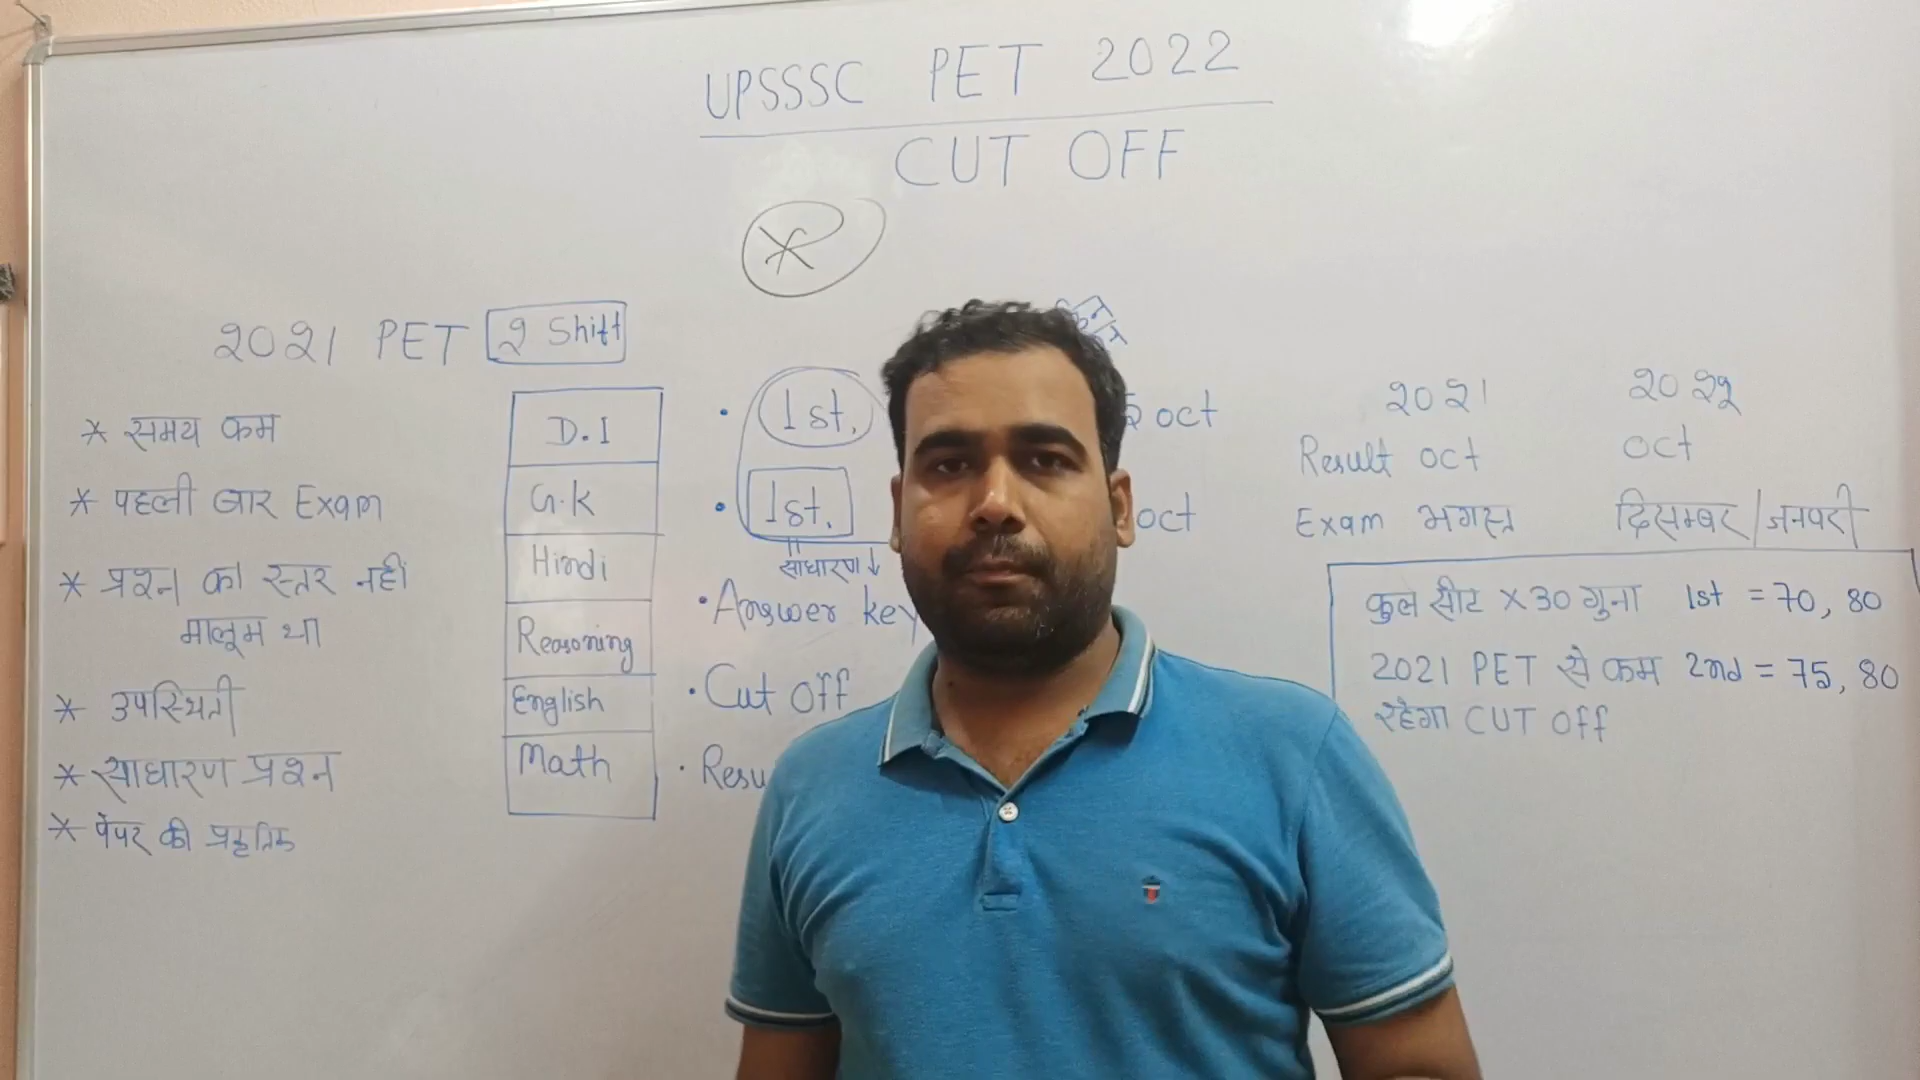 UPSSSC PET 2022
CUT OFF
2021 PET 2 Shift
* समय कम
* पहली बार Exam
* प्रश्न का स्तर नहीं
मालूम था
* उपस्थिती
* साधारण प्रश्न
* पेपर की प्रकृतिक
D.I
G.K
Hindi
Reasoning
English
Math
• 1st.
• 1st.
साधारण ↓
• Answer key
• Cut off
oct
oct
2021 2022
Result oct oct
Exam अगस्त दिसम्बर/जनवरी
कुल सीट x 30 गुना 1st = 70, 80
2021 PET से कम 2nd = 75, 80
रहेगा CUT Off